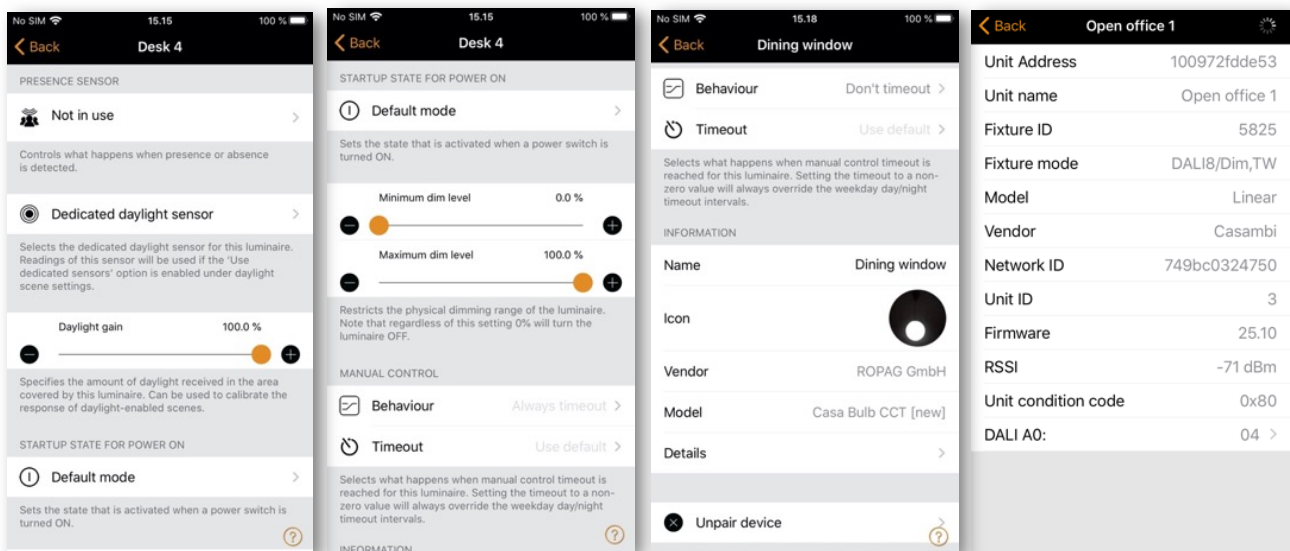 No SIM 15.15 100 %
Back Desk 4
PRESENCE SENSOR
Not in use
Controls what happens when presence or absence
is detected.
Dedicated daylight sensor
Selects the dedicated daylight sensor for this luminaire.
Readings of this sensor will be used if the 'Use
dedicated sensors' option is enabled under daylight
scene settings.
Daylight gain 100.0 %
Specifies the amount of daylight received in the area
covered by this luminaire. Can be used to calibrate the
response of daylight-enabled scenes.
STARTUP STATE FOR POWER ON
Default mode
Sets the state that is activated when a power switch is
turned ON.
?
No SIM 15.15 100 %
Back Desk 4
STARTUP STATE FOR POWER ON
Default mode
Sets the state that is activated when a power switch is
turned ON.
Minimum dim level 0.0 %
Maximum dim level 100.0 %
Restricts the physical dimming range of the luminaire.
Note that regardless of this setting 0% will turn the
luminaire OFF.
MANUAL CONTROL
Behaviour Always timeout
Timeout Use default
Selects what happens when manual control timeout is
reached for this luminaire. Setting the timeout to a non-
zero value will always override the weekday day/night
timeout intervals.
?
INFORMATION
No SIM 15.18 100 %
Back Dining window
Behaviour Don't timeout
Timeout Use default
Selects what happens when manual control timeout is
reached for this luminaire. Setting the timeout to a non-
zero value will always override the weekday day/night
timeout intervals.
INFORMATION
Name Dining window
Icon
Vendor ROPAG GmbH
Model Casa Bulb CCT [new]
Details
Unpair device
?
Back Open office 1
Unit Address 100972fdde53
Unit name Open office 1
Fixture ID 5825
Fixture mode DALI8/Dim,TW
Model Linear
Vendor Casambi
Network ID 749bc0324750
Unit ID 3
Firmware 25.10
RSSI -71 dBm
Unit condition code 0x80
DALI A0: 04